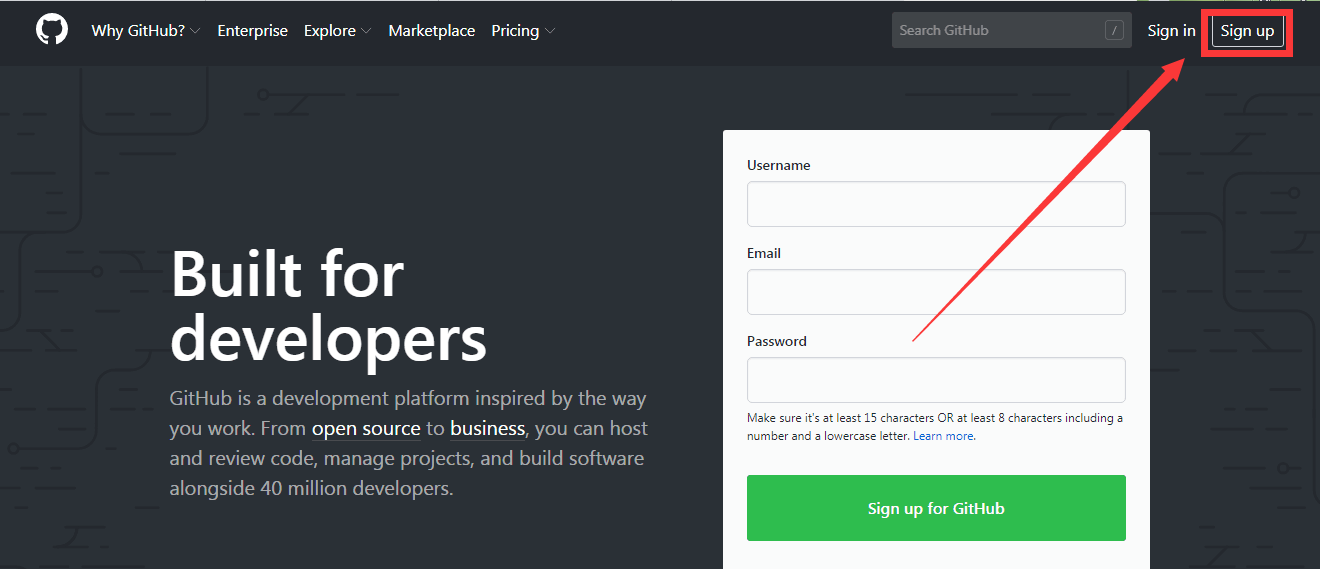 Why GitHub? Enterprise Explore Marketplace Pricing Search GitHub / Sign in Sign up
Built for
developers
GitHub is a development platform inspired by the way
you work. From open source to business, you can host
and review code, manage projects, and build software
alongside 40 million developers.
Username
Email
Password
Make sure it's at least 15 characters OR at least 8 characters including a
number and a lowercase letter. Learn more.
Sign up for GitHub